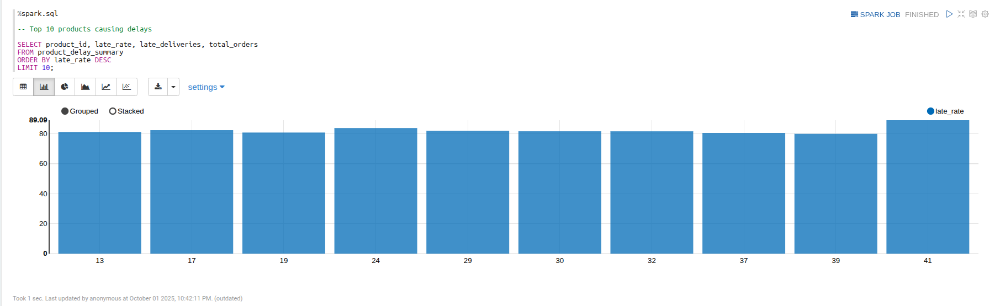 %spark.sql
SPARK JOB FINISHED
-- Top 10 products causing delays
SELECT product_id, late_rate, late_deliveries, total_orders
FROM product_delay_summary
ORDER BY late_rate DESC
LIMIT 10;
settings
Grouped Stacked
late_rate
89.09
80
60
40
20
0
13 17 19 24 29 30 32 37 39 41
Took 1 sec. Last updated by anonymous at October 01 2025, 10:42:11 PM. (outdated)